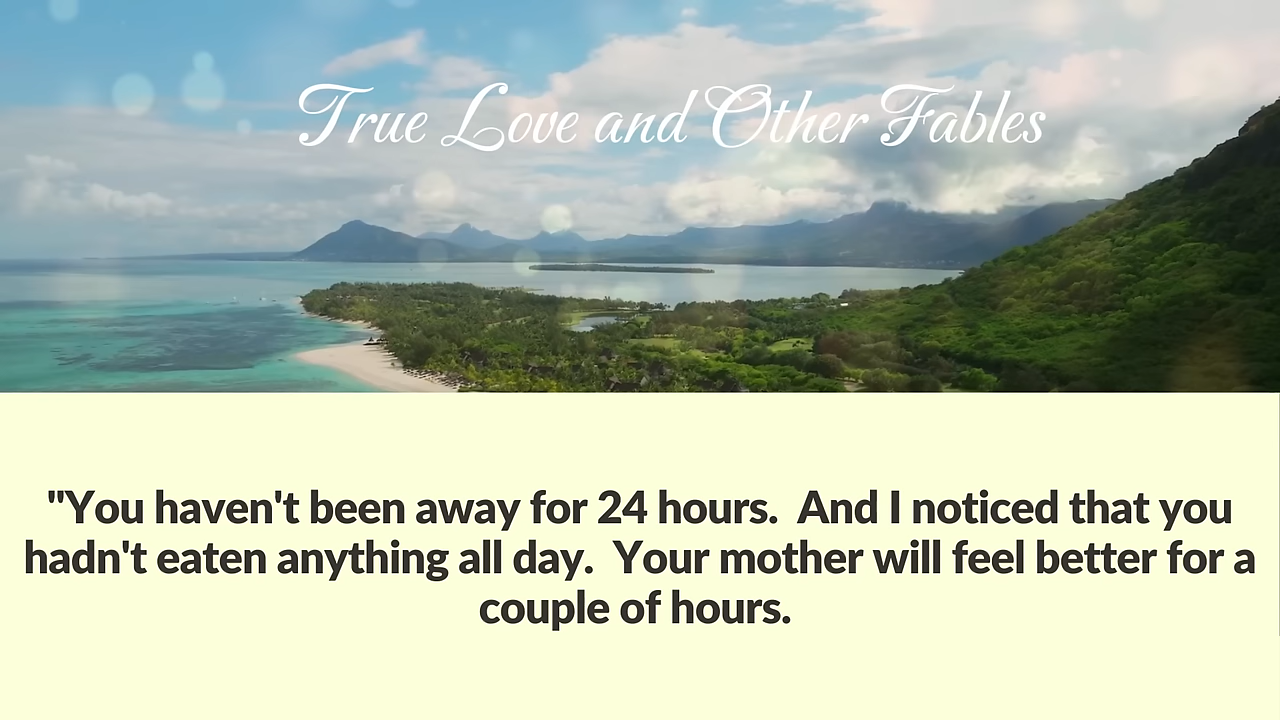 True Love and Other Fables
"You haven't been away for 24 hours.  And I noticed that you
hadn't eaten anything all day.  Your mother will feel better for a
couple of hours.